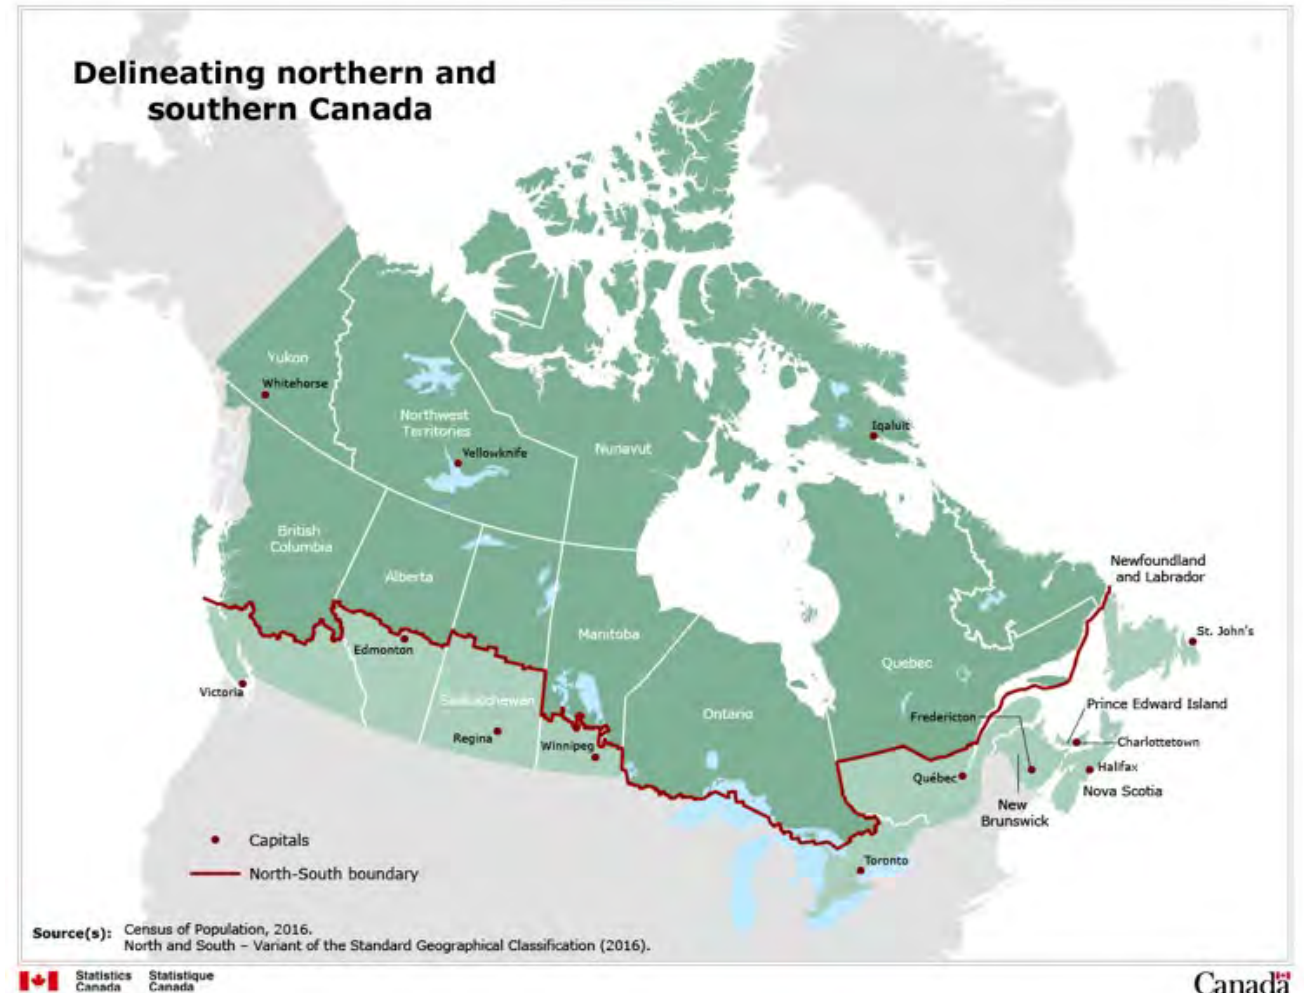 Delineating northern and
southern Canada
Yukon
Whitehorse
Northwest
Territories
Yellowknife
Nunavut
Iqaluit
British
Columbia
Alberta
Newfoundland
and Labrador
Manitoba
St. John's
Edmonton
Quebec
Victoria
Saskatchewan
Ontario
Prince Edward Island
Fredericton
Regina
Winnipeg
Charlottetown
Halifax
Québec
Nova Scotia
New
Brunswick
Capitals
Toronto
North-South boundary
Source(s): Census of Population, 2016.
North and South – Variant of the Standard Geographical Classification (2016).
Statistics Statistique
Canada Canada
Canada